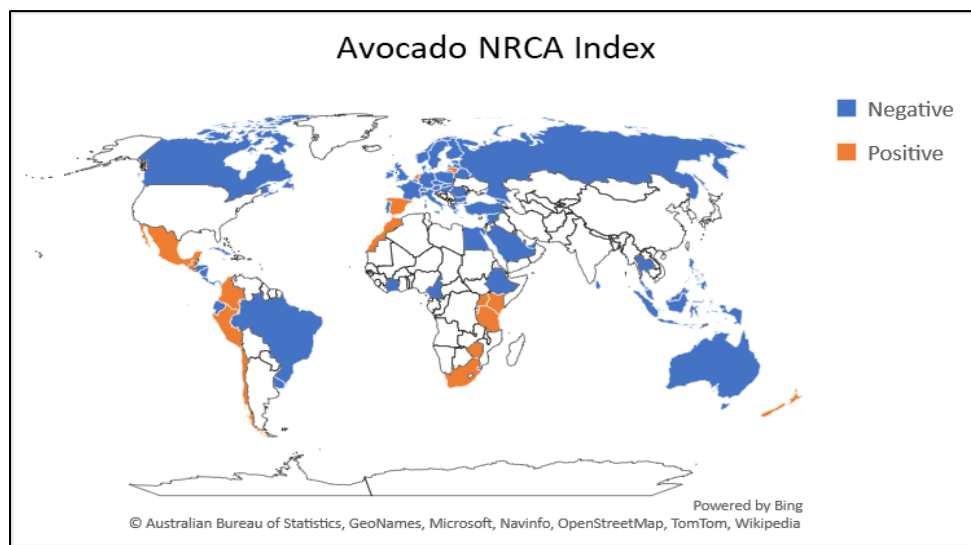 Avocado NRCA Index
Negative
Positive
Powered by Bing
© Australian Bureau of Statistics, GeoNames, Microsoft, Navinfo, OpenStreetMap, TomTom, Wikipedia